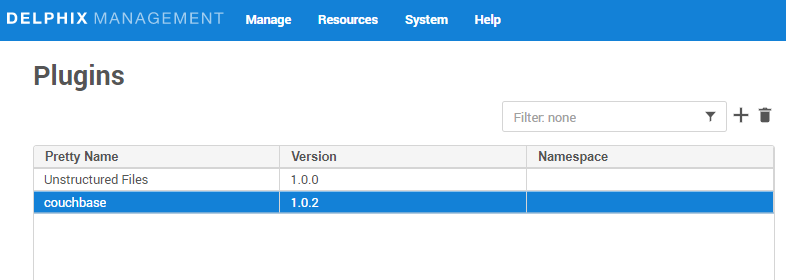 DELPHIX MANAGEMENT Manage Resources System Help
Plugins
Filter: none
Pretty Name Version Namespace
Unstructured Files 1.0.0
couchbase 1.0.2